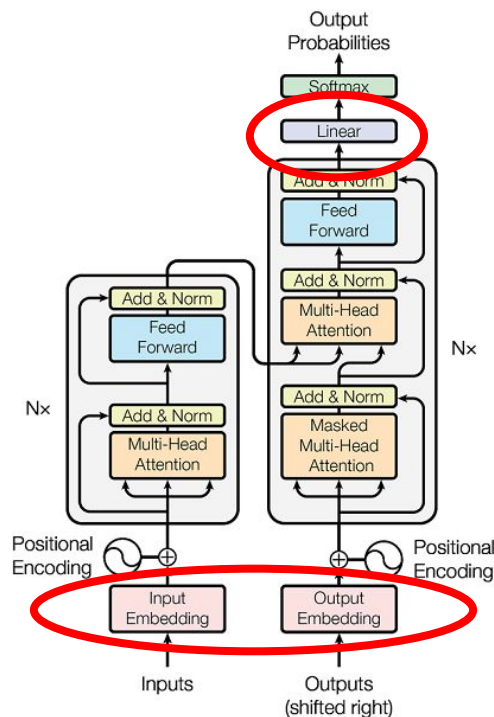 Output
Probabilities
Softmax
Linear
Add & Norm
Feed
Forward
Add & Norm
Multi-Head
Attention
Add & Norm
Masked
Multi-Head
Attention
Nx
Add & Norm
Feed
Forward
Add & Norm
Multi-Head
Attention
Nx
Positional
Encoding
Positional
Encoding
Input
Embedding
Output
Embedding
Inputs
Outputs
(shifted right)